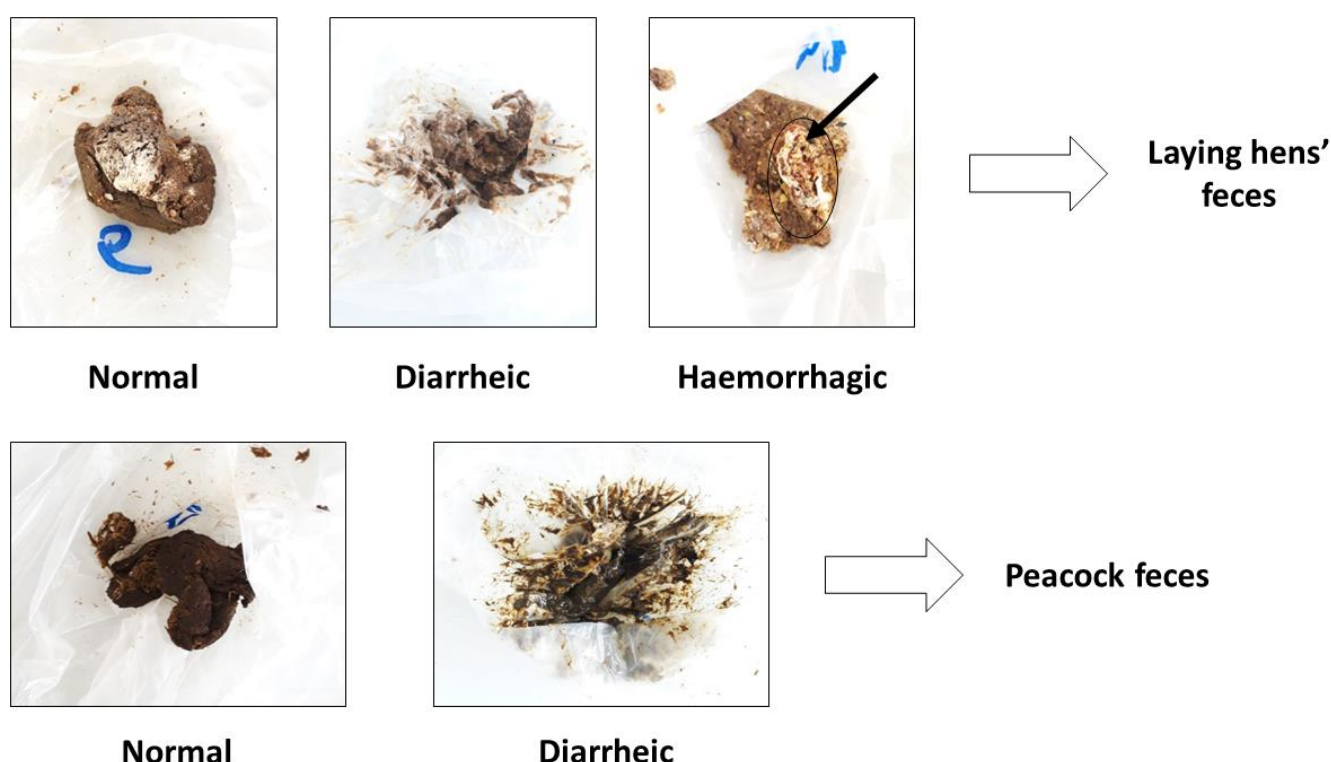 Laying hens’
feces
Normal
Diarrheic
Haemorrhagic
Peacock feces
Normal
Diarrheic